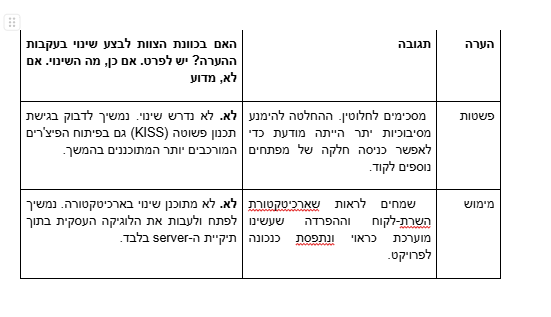 הערה
תגובה
האם בכוונת הצוות לבצע שינוי בעקבות
ההערה? יש לפרט. אם כן, מה השינוי. אם
לא, מדוע
פשטות
מסכימים לחלוטין. ההחלטה להימנע
מסיבוכיות יתר הייתה מודעת כדי
לאפשר כניסה חלקה של מפתחים
נוספים לקוד.
לא. לא נדרש שינוי. נמשיך לדבוק בגישת
תכנון פשוטה (KISS) גם בפיתוח הפיצ'רים
המורכבים יותר המתוכננים בהמשך.
מימוש
שמחים לראות שארכיטקטורת
השרת-לקוח וההפרדה שעשינו
מוערכת כראוי ונתפסת כנכונה
לפרויקט.
לא. לא מתוכנן שינוי בארכיטקטורה. נמשיך
לפתח ולעבות את הלוגיקה העסקית בתוך
תיקיית ה-server בלבד.